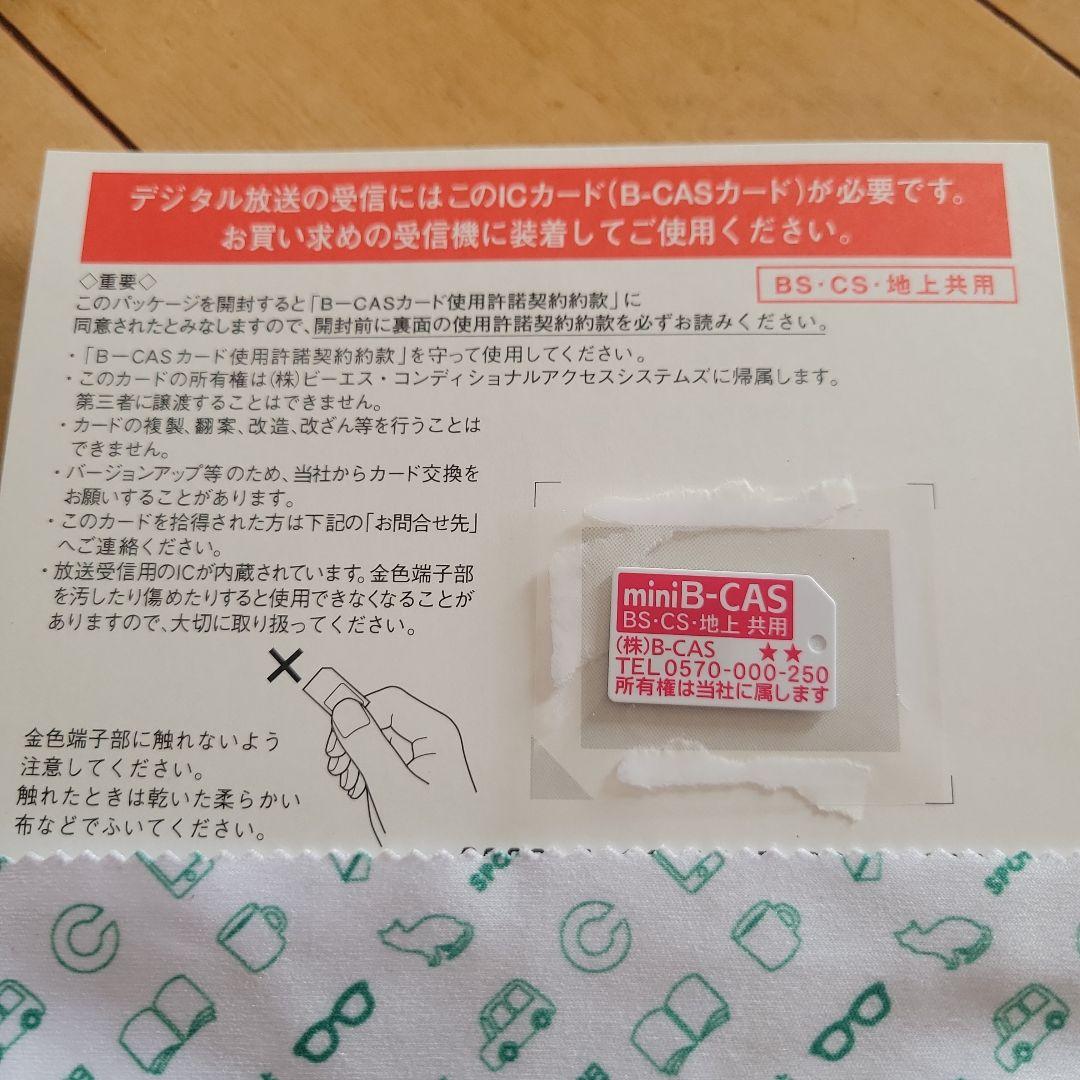 デジタル放送の受信にはこのICカード(B-CASカード)が必要です。
お買い求めの受信機に装着してご使用ください。
◇重要◇
BS・CS・地上共用
このパッケージを開封すると「B-CASカード使用許諾契約約款」に
同意されたとみなしますので、開封前に裏面の使用許諾契約約款を必ずお読みください。
・「B-CASカード使用許諾契約約款」を守って使用してください。
・このカードの所有権は(株)ビーエス・コンディショナルアクセスシステムズに帰属します。
第三者に譲渡することはできません。
・カードの複製、翻案、改造、改ざん等を行うことは
できません。
・バージョンアップ等のため、当社からカード交換を
お願いすることがあります。
・このカードを拾得された方は下記の「お問合せ先」
へご連絡ください。
・放送受信用のICが内蔵されています。金色端子部
を汚したり傷めたりすると使用できなくなることが
ありますので、大切に取り扱ってください。
miniB-CAS
BS・CS・地上 共用
(株)B-CAS ★★
TEL0570-000-250
所有権は当社に属します
金色端子部に触れないよう
注意してください。
触れたときは乾いた柔らかい
布などでふいてください。